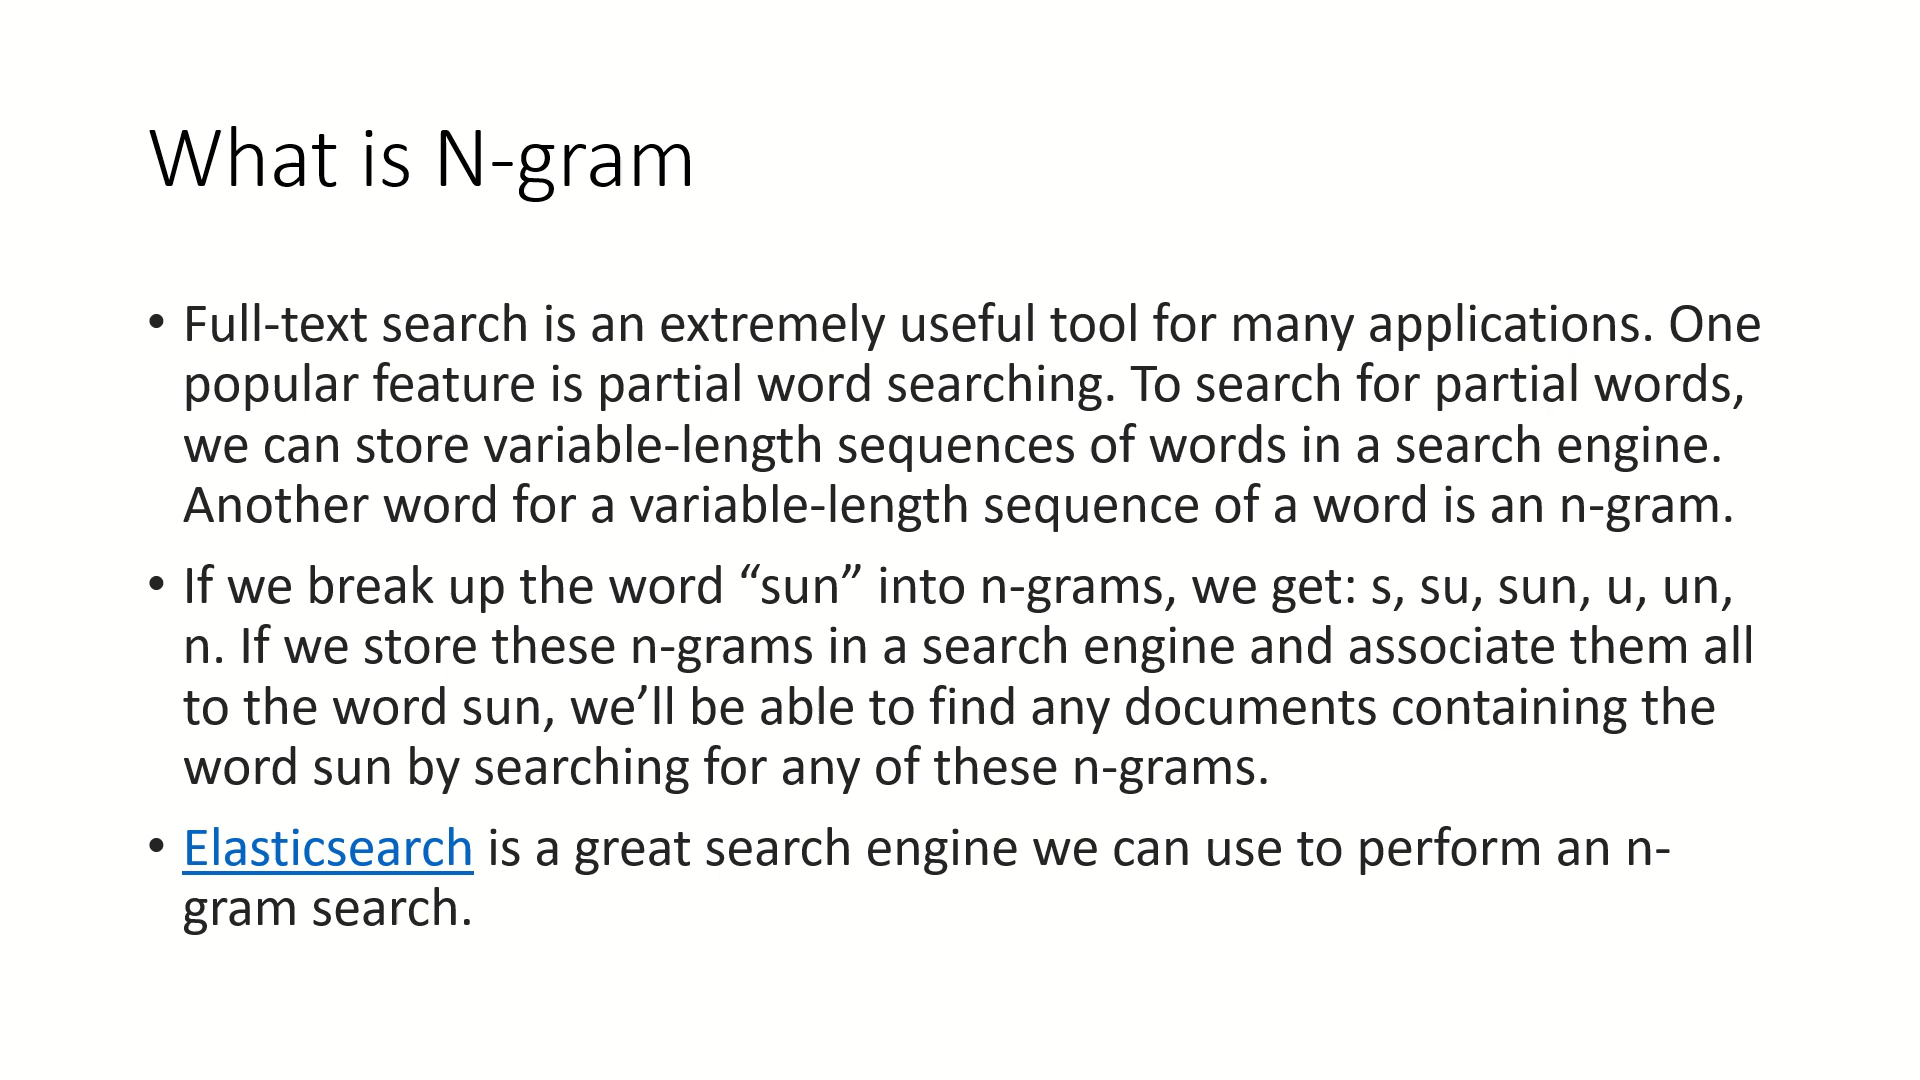 What is N-gram
• Full-text search is an extremely useful tool for many applications. One
popular feature is partial word searching. To search for partial words,
we can store variable-length sequences of words in a search engine.
Another word for a variable-length sequence of a word is an n-gram.
• If we break up the word “sun” into n-grams, we get: s, su, sun, u, un,
n. If we store these n-grams in a search engine and associate them all
to the word sun, we’ll be able to find any documents containing the
word sun by searching for any of these n-grams.
• Elasticsearch is a great search engine we can use to perform an n-
gram search.